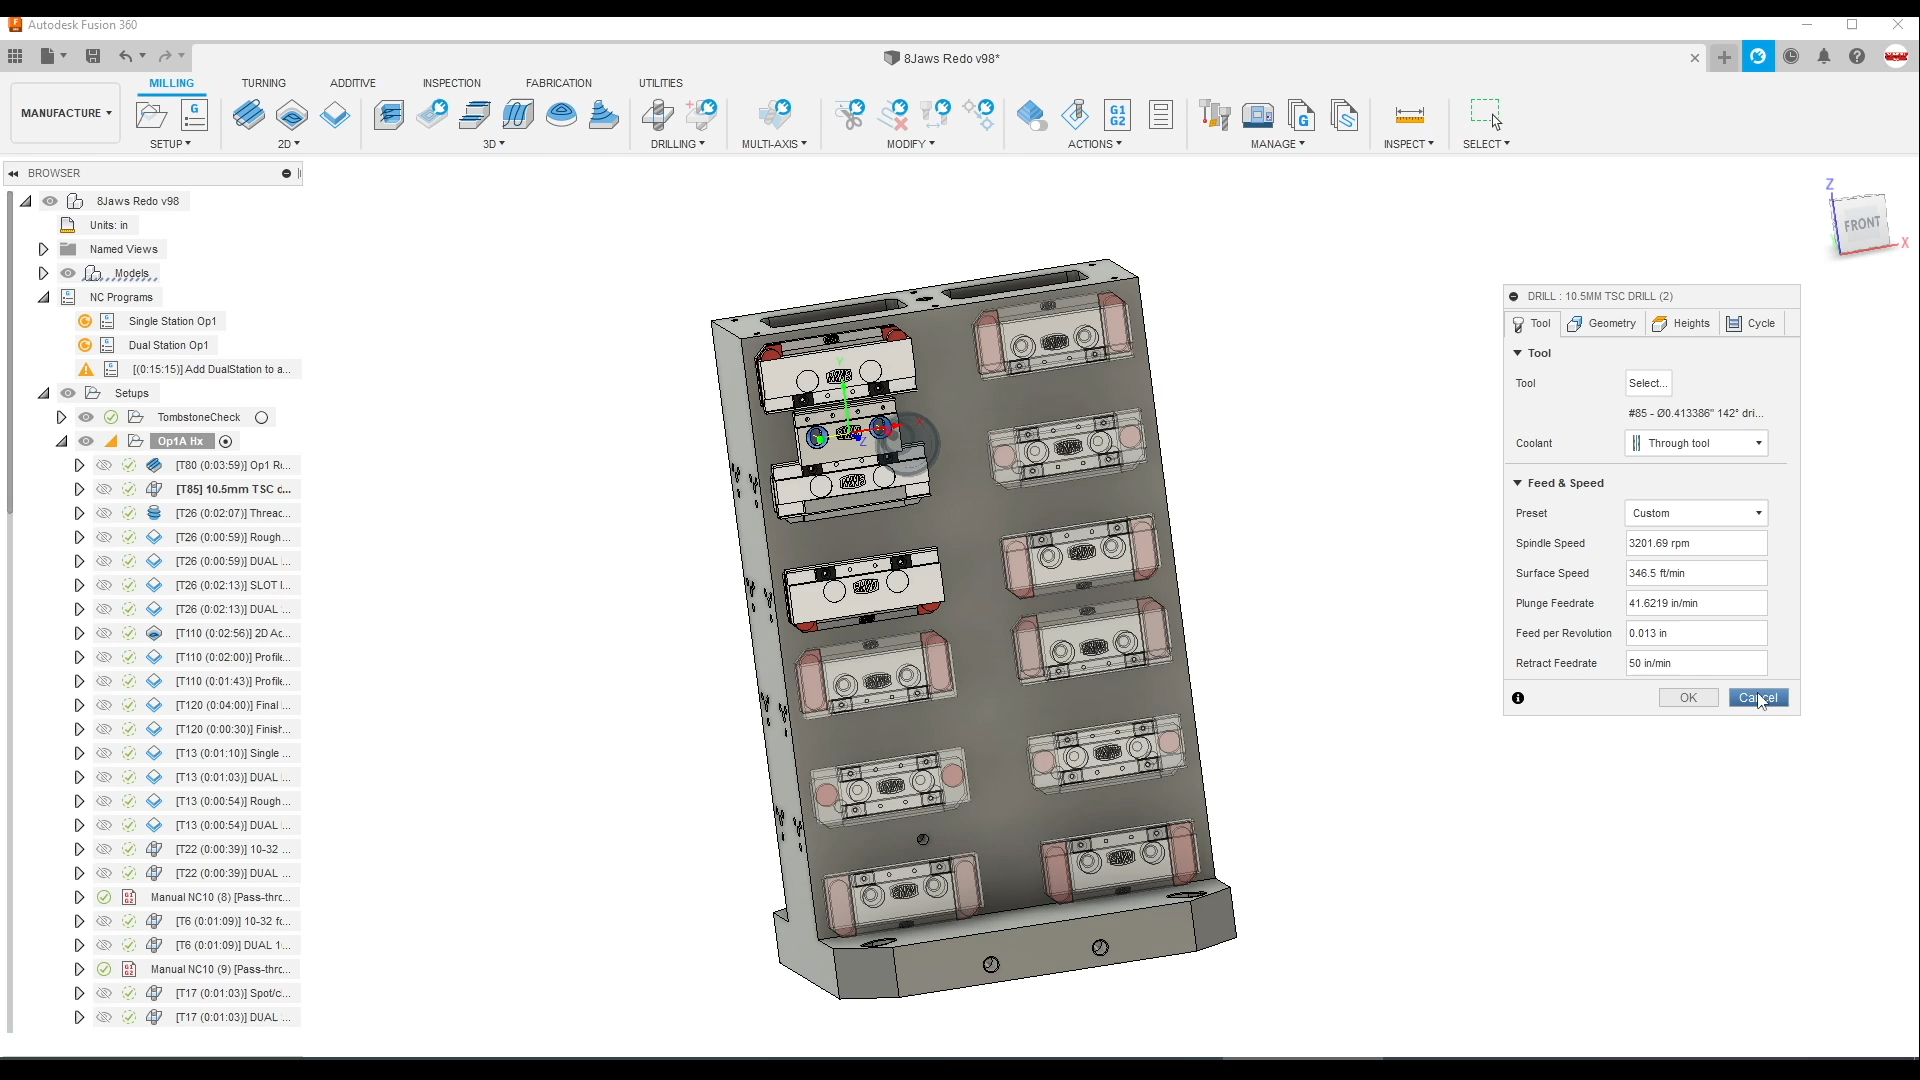 Autodesk Fusion 360
8Jaws Redo v98*
MILLING TURNING ADDITIVE INSPECTION FABRICATION UTILITIES
MANUFACTURE
G
G1
G2
G
SETUP 2D 3D DRILLING MULTI-AXIS MODIFY ACTIONS MANAGE INSPECT SELECT
BROWSER
8Jaws Redo v98
Units: in
Named Views
Models
NC Programs
Single Station Op1
Dual Station Op1
[(0:15:15)] Add DualStation to a...
Setups
TombstoneCheck
Op1A Hx
[T80 (0:03:59)] Op1 R...
[T85] 10.5mm TSC d...
[T26 (0:02:07)] Threa...
[T26 (0:00:59)] Rough...
[T26 (0:00:59)] DUAL ...
[T26 (0:02:13)] SLOT I...
[T26 (0:02:13)] DUAL ...
[T110 (0:02:56)] 2D Ad...
[T110 (0:02:00)] Profile...
[T110 (0:01:43)] Profile...
[T120 (0:04:00)] Final ...
[T120 (0:00:30)] Finish...
[T13 (0:01:10)] Single ...
[T13 (0:01:03)] DUAL ...
[T13 (0:00:54)] Rough...
[T13 (0:00:54)] DUAL ...
[T22 (0:00:39)] 10-32 ...
[T22 (0:00:39)] DUAL ...
Manual NC10 (8) [Pass-thro...
[T6 (0:01:09)] 10-32 fo...
[T6 (0:01:09)] DUAL 1...
Manual NC10 (9) [Pass-thro...
[T17 (0:01:03)] Spot/c...
[T17 (0:01:03)] DUAL ...
Z
FRONT
X
DRILL : 10.5MM TSC DRILL (2)
Tool Geometry Heights Cycle
Tool
Tool Select...
#85 - Ø0.413386" 142° dri...
Coolant Through tool
Feed & Speed
Preset Custom
Spindle Speed 3201.69 rpm
Surface Speed 346.5 ft/min
Plunge Feedrate 41.6219 in/min
Feed per Revolution 0.013 in
Retract Feedrate 50 in/min
OK Cancel